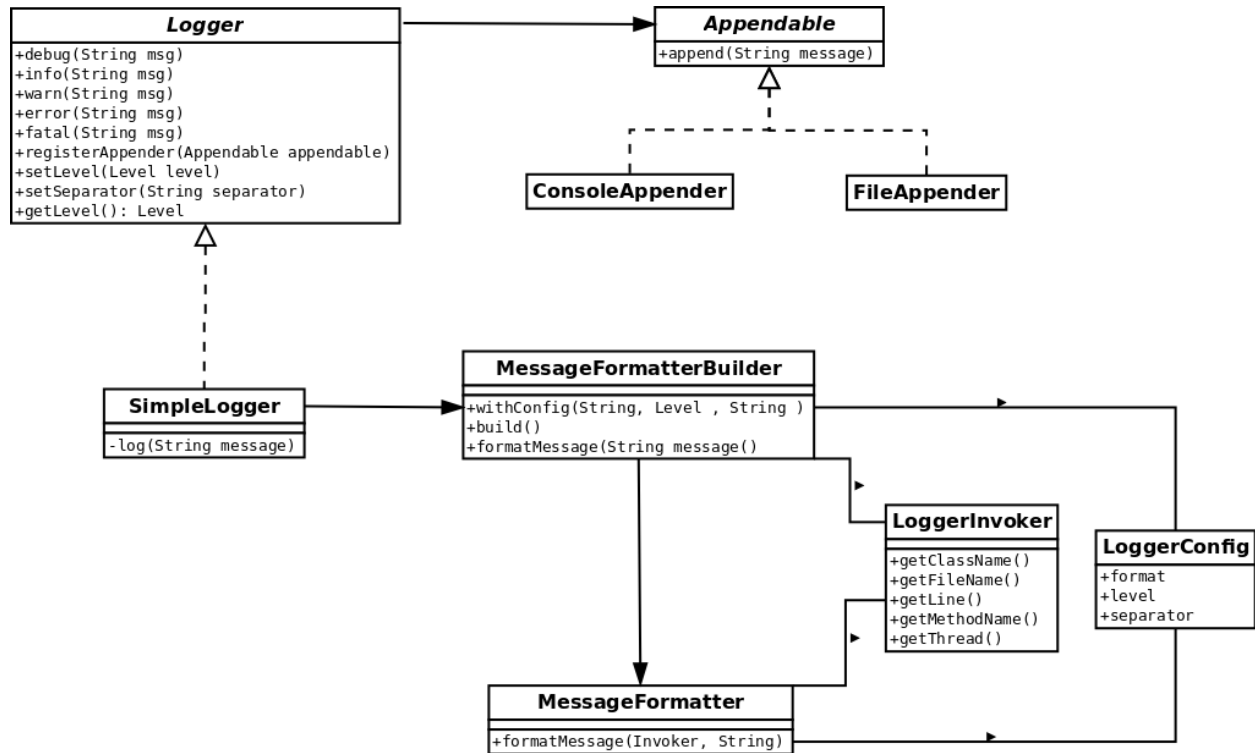 Logger
+debug(String msg)
+info(String msg)
+warn(String msg)
+error(String msg)
+fatal(String msg)
+registerAppender(Appendable appendable)
+setLevel(Level level)
+setSeparator(String separator)
+getLevel(): Level
Appendable
+append(String message)
ConsoleAppender
FileAppender
SimpleLogger
-log(String message)
MessageFormatterBuilder
+withConfig(String, Level , String )
+build()
+formatMessage(String message()
LoggerInvoker
+getClassName()
+getFileName()
+getLine()
+getMethodName()
+getThread()
LoggerConfig
+format
+level
+separator
MessageFormatter
+formatMessage(Invoker, String)